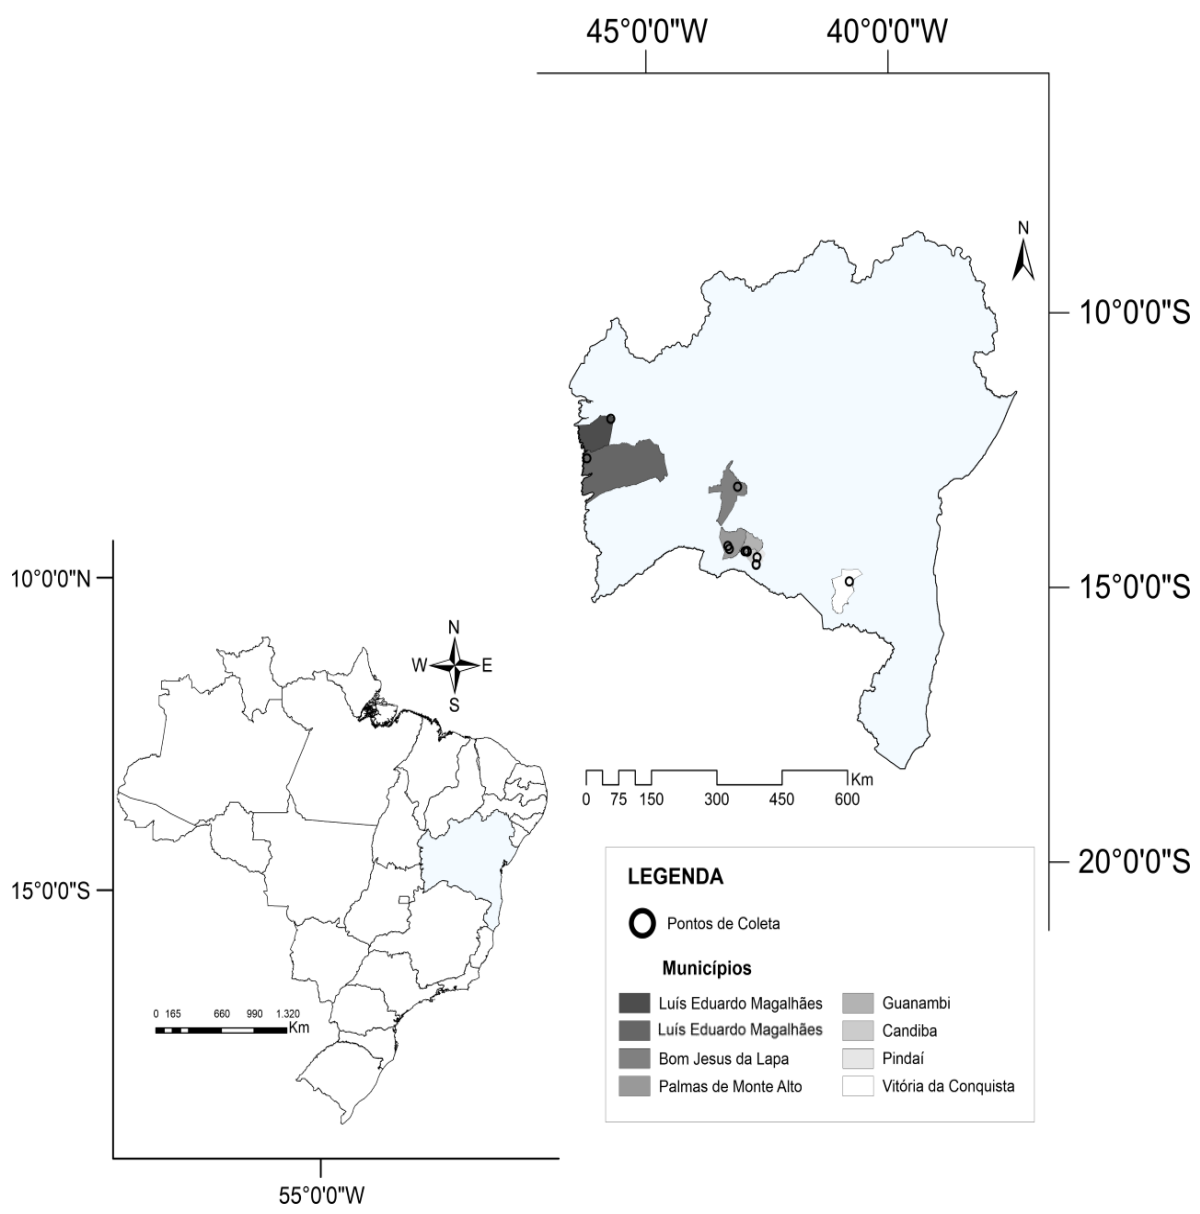 45°0'0"W 40°0'0"W
N
10°0'0"S
15°0'0"S
20°0'0"S
Km
0 75 150 300 450 600
10°0'0"N
15°0'0"S
55°0'0"W
N
W E
S
0 165 660 990 1.320
Km
LEGENDA
Pontos de Coleta
Municípios
Luís Eduardo Magalhães
Luís Eduardo Magalhães
Bom Jesus da Lapa
Palmas de Monte Alto
Guanambi
Candiba
Pindaí
Vitória da Conquista